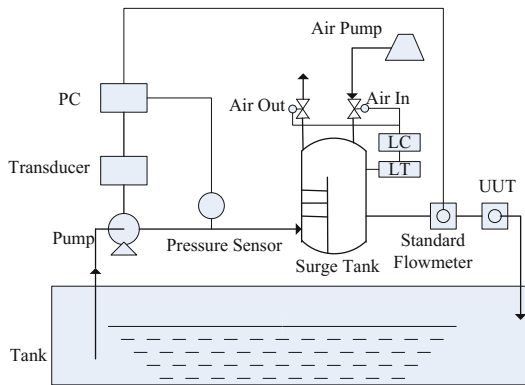 Air Pump
PC
Air Out
Air In
LC
Transducer
LT
UUT
Pump
Pressure Sensor
Standard
Flowmeter
Surge Tank
Tank